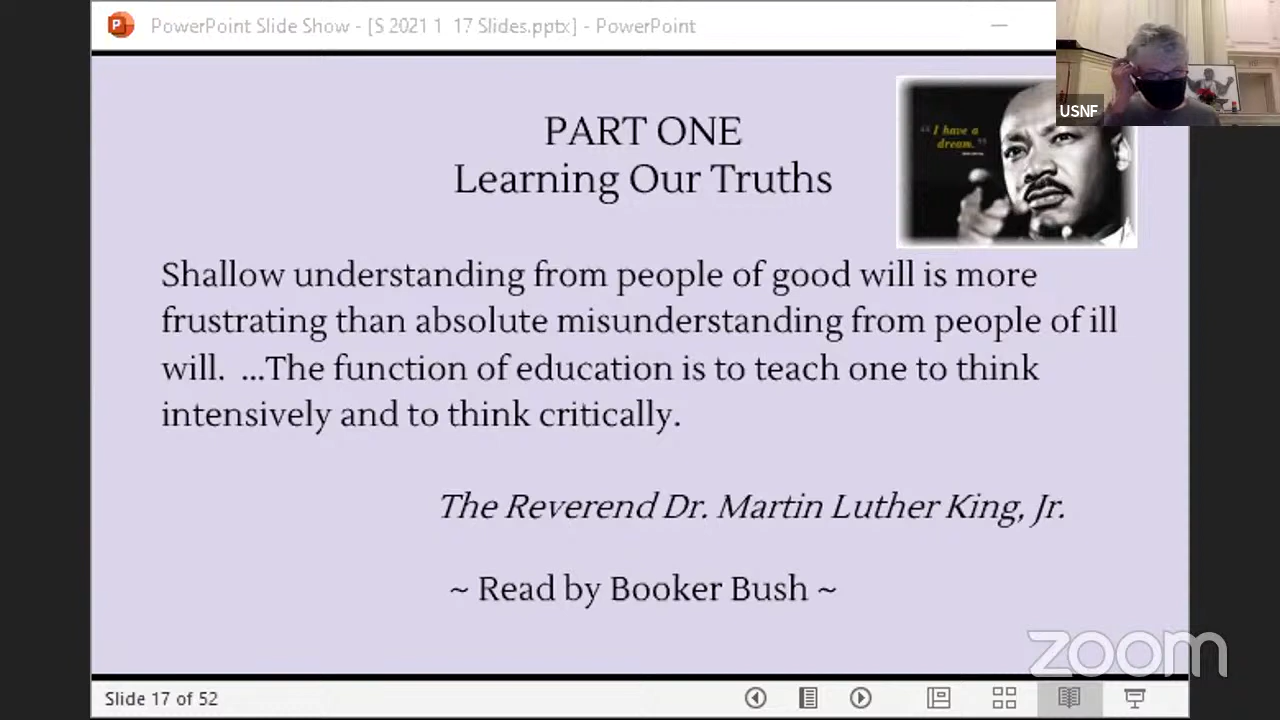 PowerPoint Slide Show - [S 2021 1 17 Slides.pptx] - PowerPoint
USNF
PART ONE
Learning Our Truths
"I have a
dream."
Shallow understanding from people of good will is more
frustrating than absolute misunderstanding from people of ill
will. ...The function of education is to teach one to think
intensively and to think critically.
The Reverend Dr. Martin Luther King, Jr.
~ Read by Booker Bush ~
zoom
Slide 17 of 52